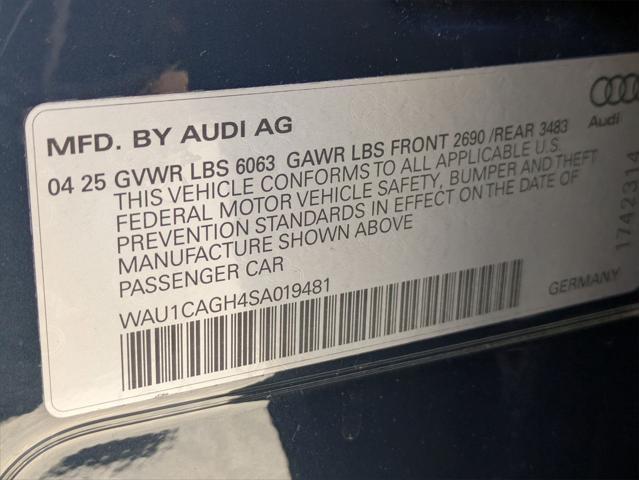 MFD. BY AUDI AG
Audi
04 25 GVWR LBS 6063 GAWR LBS FRONT 2690 /REAR 3483
THIS VEHICLE CONFORMS TO ALL APPLICABLE U.S.
FEDERAL MOTOR VEHICLE SAFETY, BUMPER AND THEFT
PREVENTION STANDARDS IN EFFECT ON THE DATE OF
MANUFACTURE SHOWN ABOVE
PASSENGER CAR
WAU1CAGH4SA019481
GERMANY
1742314